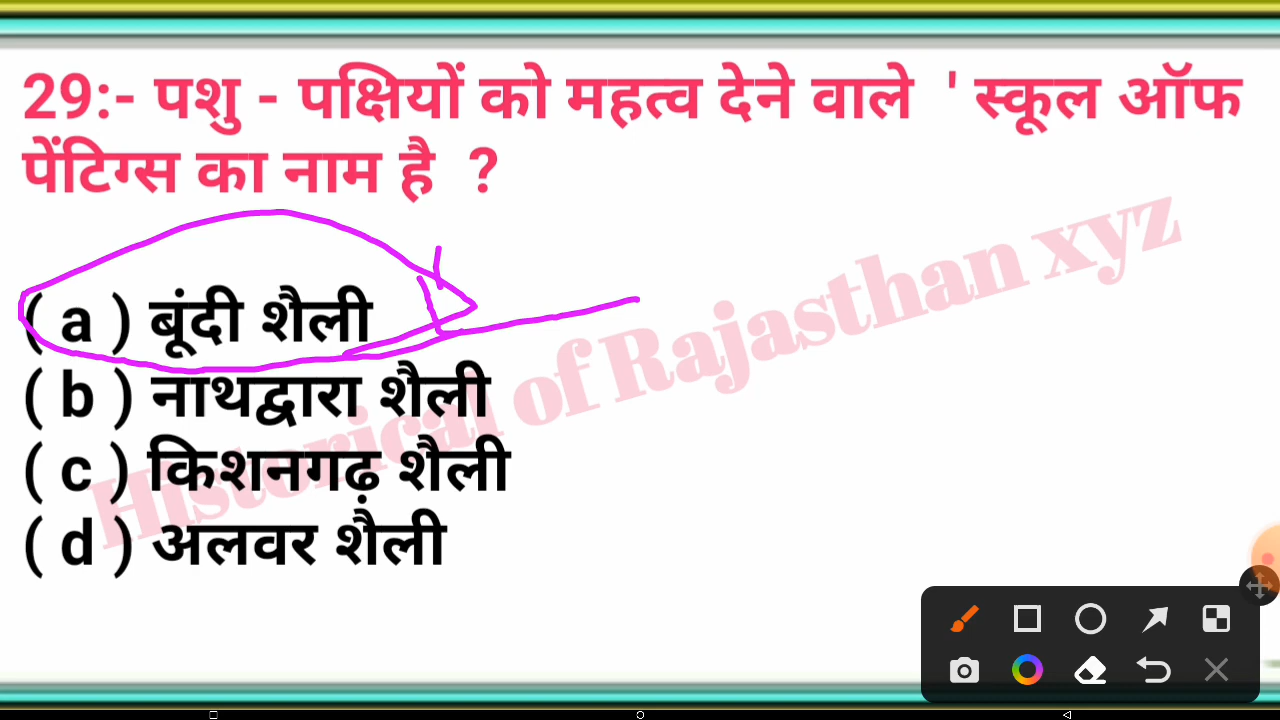 29:- पशु - पक्षियों को महत्व देने वाले ' स्कूल ऑफ
पेंटिग्स का नाम है ?
( a ) बूंदी शैली
( b ) नाथद्वारा शैली
( c ) किशनगढ़ शैली
( d ) अलवर शैली
Historical of Rajasthan xyz